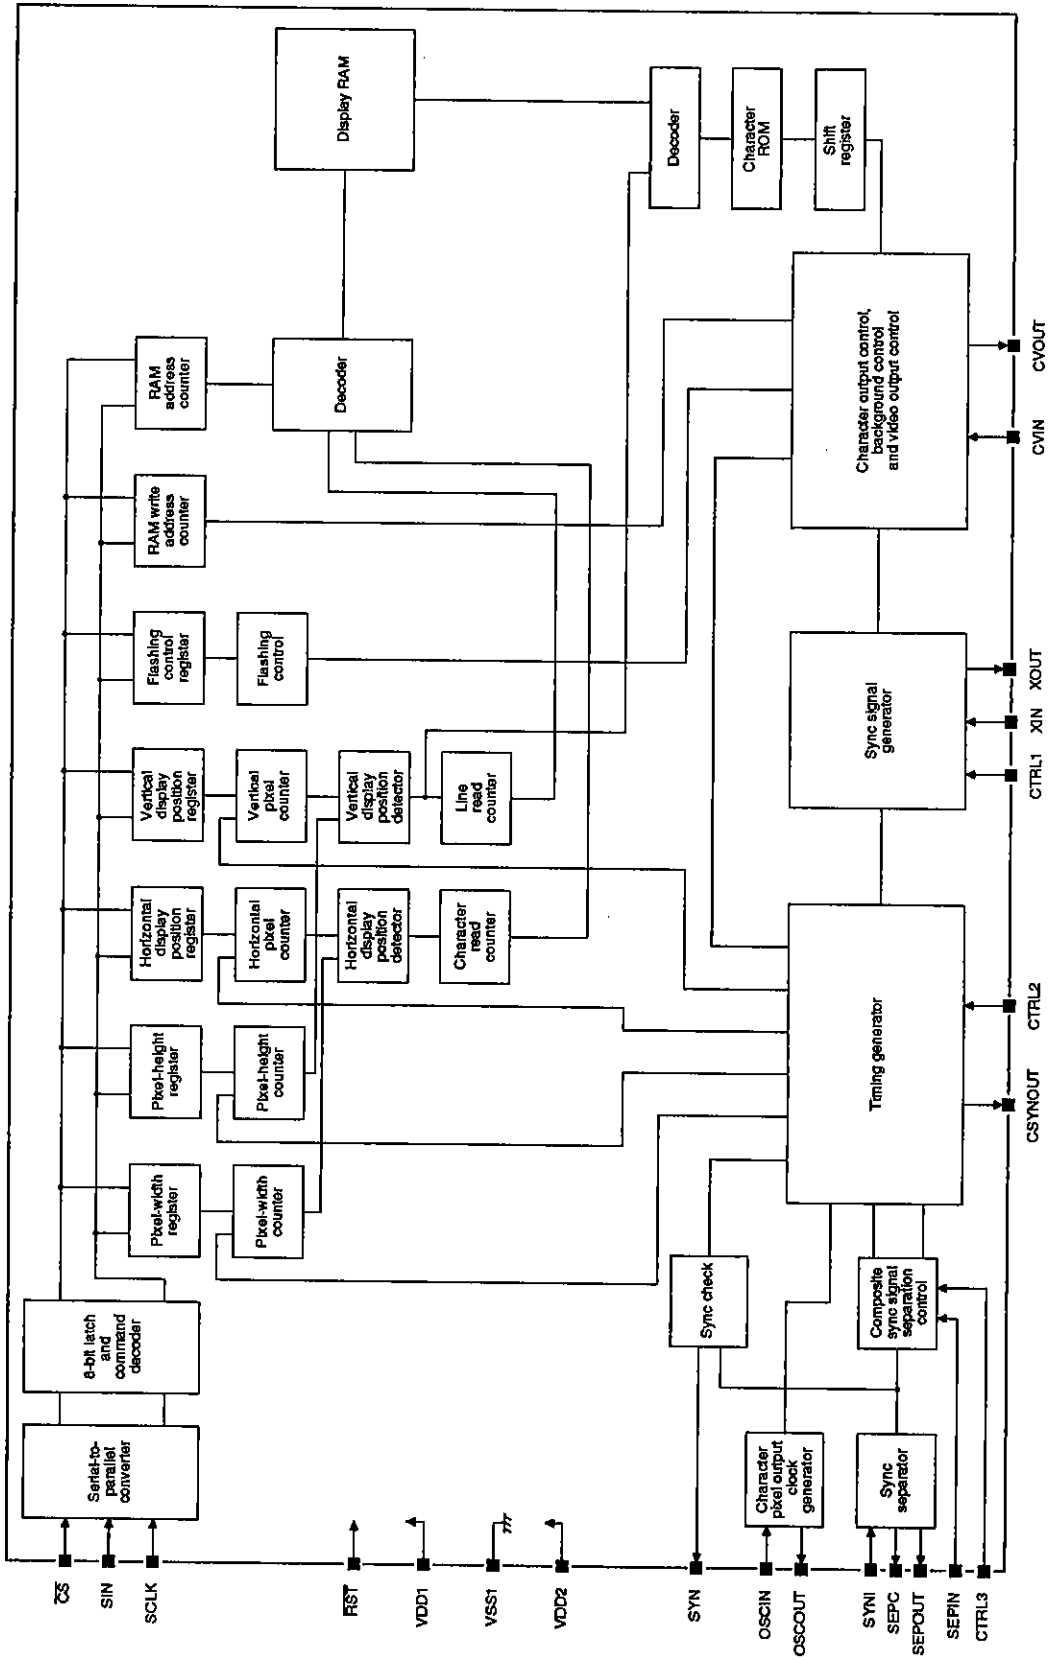 CS
SIN
SCLK
RST
VDD1
VSS1
VDD2
SYN
OSCIN
OSCOUT
SYNI
SEPC
SEPOUT
SEPIN
CTRL3
Serial-to-
parallel
converter
8-bit latch
and
command
decoder
Pixel-width
register
Pixel-height
register
Horizontal
display
position
register
Vertical
display
position
register
Flashing
control
register
RAM write
address
counter
RAM
address
counter
Pixel-width
counter
Pixel-height
counter
Horizontal
pixel
counter
Vertical
pixel
counter
Flashing
control
Decoder
Display RAM
Horizontal
display
position
detector
Vertical
display
position
detector
Character
read
counter
Line
read
counter
Decoder
Character
ROM
Shift
register
Sync check
Character
pixel output
clock
generator
Composite
sync signal
separation
control
Sync
separator
Timing generator
Sync signal
generator
Character output control,
background control
and video output control
CSYNOUT
CTRL2
CTRL1
XIN
XOUT
CVIN
CVOUT